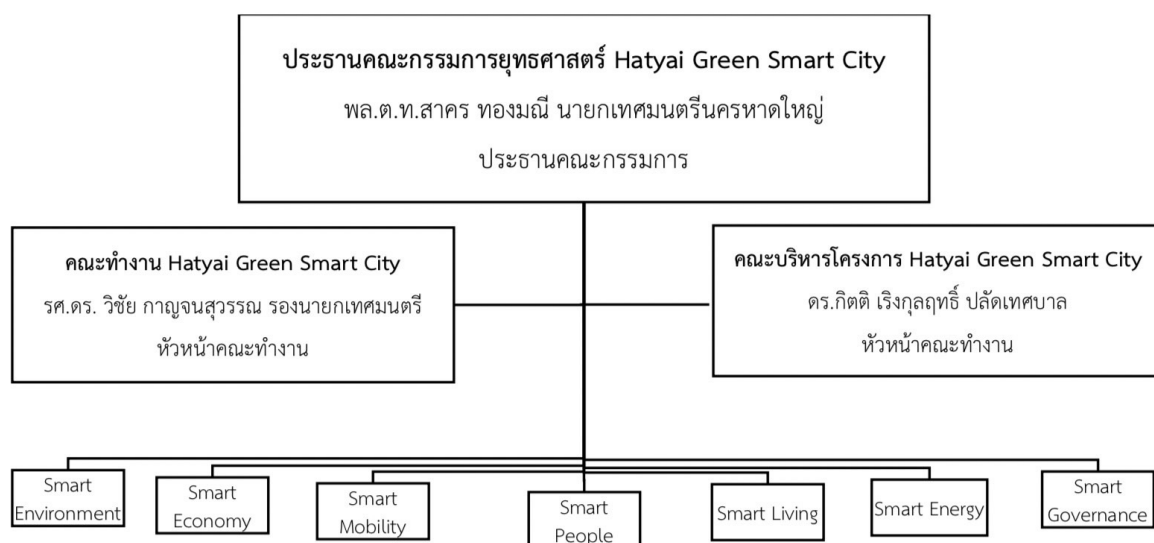 ประธานคณะกรรมการยุทธศาสตร์ Hatyai Green Smart City
พล.ต.ท.สาคร ทองมุณี นายกเทศมนตรีนครหาดใหญ่
ประธานคณะกรรมการ
คณะทำงาน Hatyai Green Smart City
รศ.ดร. วิชัย กาญจนสุวรรณ รองนายกเทศมนตรี
หัวหน้าคณะทำงาน
คณะบริหารโครงการ Hatyai Green Smart City
ดร.กิตติ เริงกุลฤทธิ์ ปลัดเทศบาล
หัวหน้าคณะทำงาน
Smart
Environment
Smart
Economy
Smart
Mobility
Smart
People
Smart Living
Smart Energy
Smart
Governance